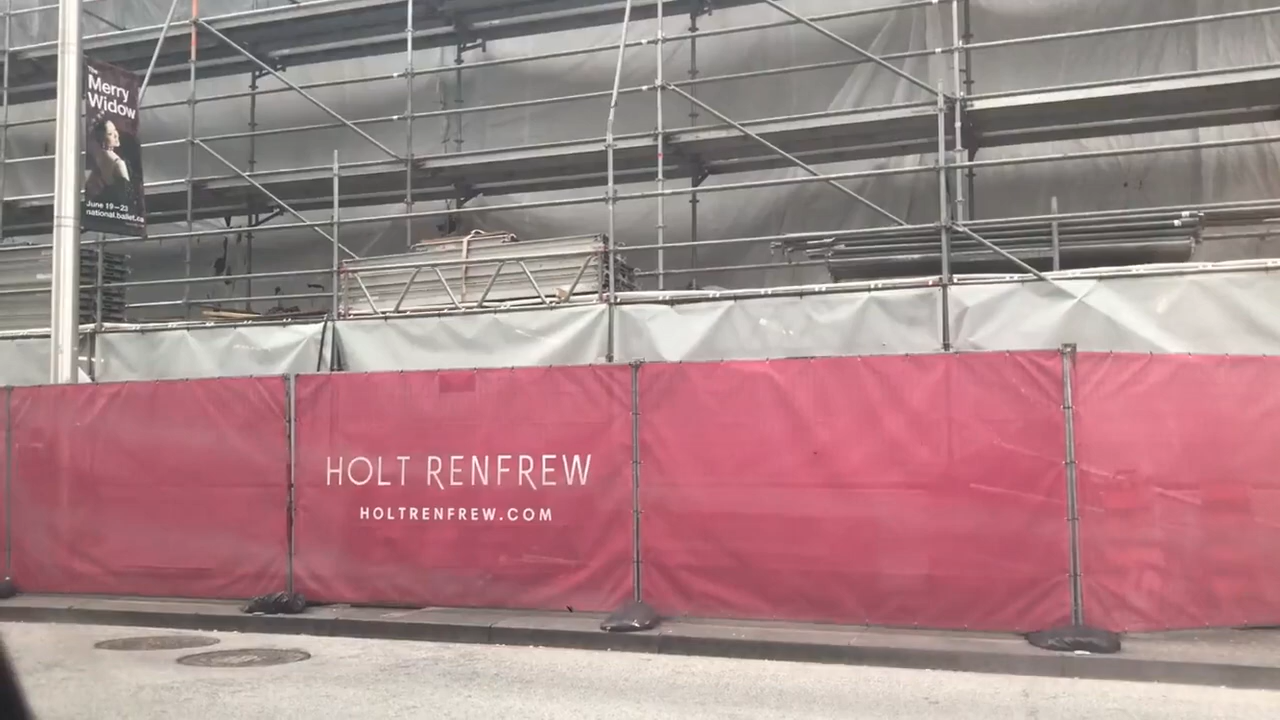 Merry
Widow
June 19–23
national.ballet.ca
HOLT RENFREW
HOLTRENFREW.COM